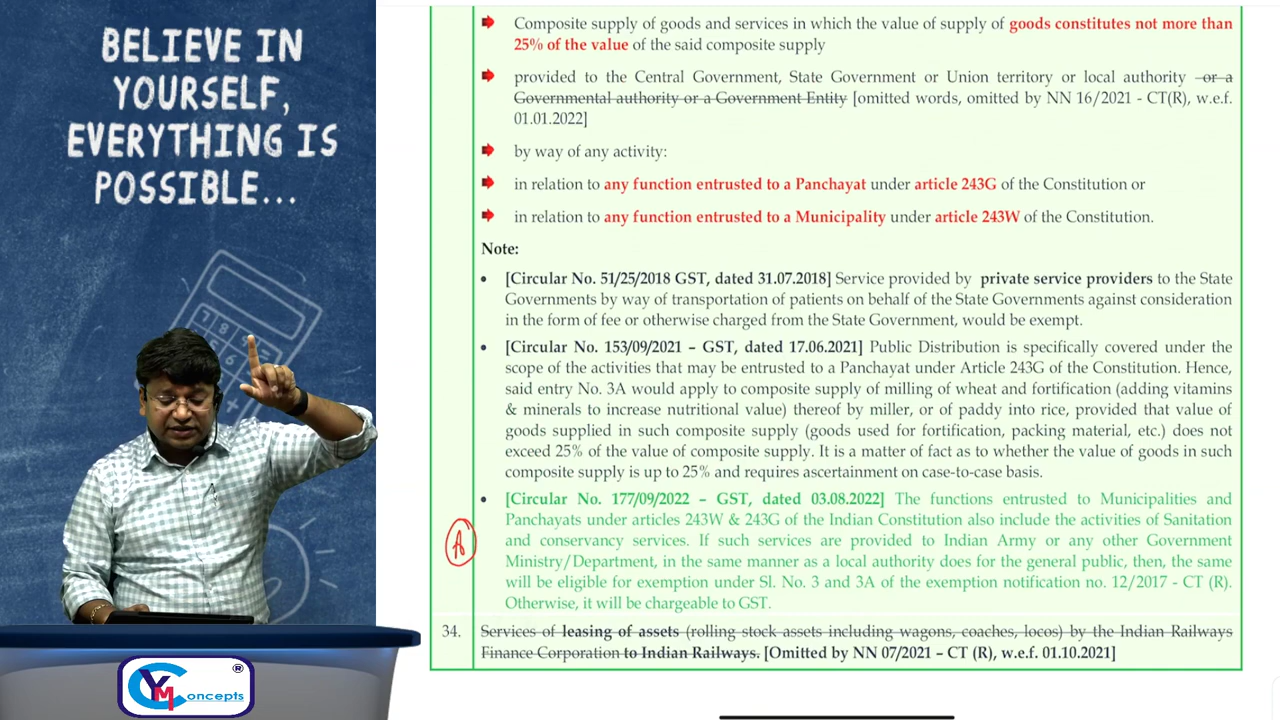 BELIEVE IN
YOURSELF,
EVERYTHING IS
POSSIBLE...
Composite supply of goods and services in which the value of supply of goods constitutes not more than
25% of the value of the said composite supply
provided to the Central Government, State Government or Union territory or local authority or a
Governmental authority or a Government Entity [omitted words, omitted by NN 16/2021 - CT(R), w.e.f.
01.01.2022]
by way of any activity:
in relation to any function entrusted to a Panchayat under article 243G of the Constitution or
in relation to any function entrusted to a Municipality under article 243W of the Constitution.
Note:
• [Circular No. 51/25/2018 GST, dated 31.07.2018] Service provided by private service providers to the State
Governments by way of transportation of patients on behalf of the State Governments against consideration
in the form of fee or otherwise charged from the State Government, would be exempt.
• [Circular No. 153/09/2021 – GST, dated 17.06.2021] Public Distribution is specifically covered under the
scope of the activities that may be entrusted to a Panchayat under Article 243G of the Constitution. Hence,
said entry No. 3A would apply to composite supply of milling of wheat and fortification (adding vitamins
& minerals to increase nutritional value) thereof by miller, or of paddy into rice, provided that value of
goods supplied in such composite supply (goods used for fortification, packing material, etc.) does not
exceed 25% of the value of composite supply. It is a matter of fact as to whether the value of goods in such
composite supply is up to 25% and requires ascertainment on case-to-case basis.
• [Circular No. 177/09/2022 – GST, dated 03.08.2022] The functions entrusted to Municipalities and
Panchayats under articles 243W & 243G of the Indian Constitution also include the activities of Sanitation
and conservancy services. If such services are provided to Indian Army or any other Government
Ministry/Department, in the same manner as a local authority does for the general public, then, the same
will be eligible for exemption under Sl. No. 3 and 3A of the exemption notification no. 12/2017 - CT (R).
Otherwise, it will be chargeable to GST.
A
34. Services of leasing of assets (rolling stock assets including wagons, coaches, locos) by the Indian Railways
Finance Corporation to Indian Railways. [Omitted by NN 07/2021 – CT (R), w.e.f. 01.10.2021]
YM Concepts ®